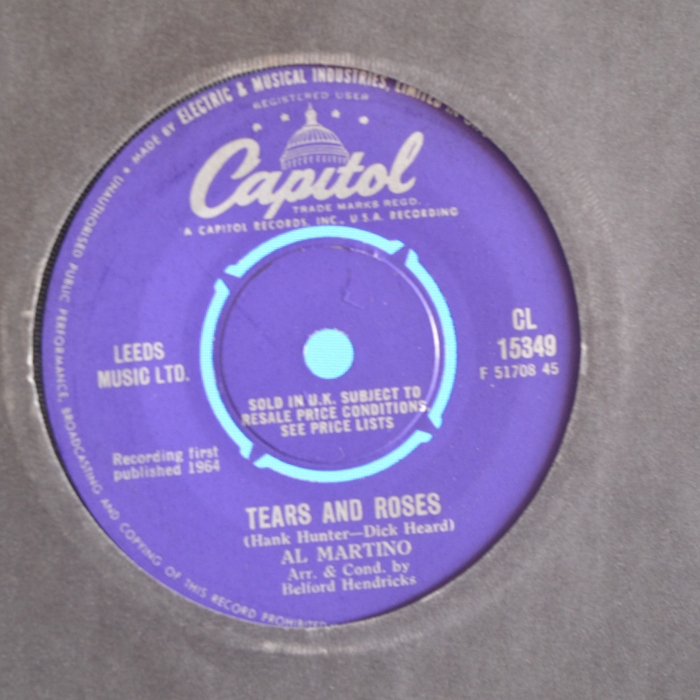 MADE BY ELECTRIC & MUSICAL INDUSTRIES, LIMITED
REGISTERED USER
Capitol
TRADE MARKS REGD.
A CAPITOL RECORDS, INC., U.S.A. RECORDING
LEEDS
MUSIC LTD.
CL
15349
F 51708 45
SOLD IN U.K. SUBJECT TO
RESALE PRICE CONDITIONS,
SEE PRICE LISTS
Recording first
published 1964
TEARS AND ROSES
(Hank Hunter—Dick Heard)
AL MARTINO
Arr. & Cond. by
Belford Hendricks
UNAUTHORISED PUBLIC PERFORMANCE, BROADCASTING AND COPYING OF THIS RECORD PROHIBITED